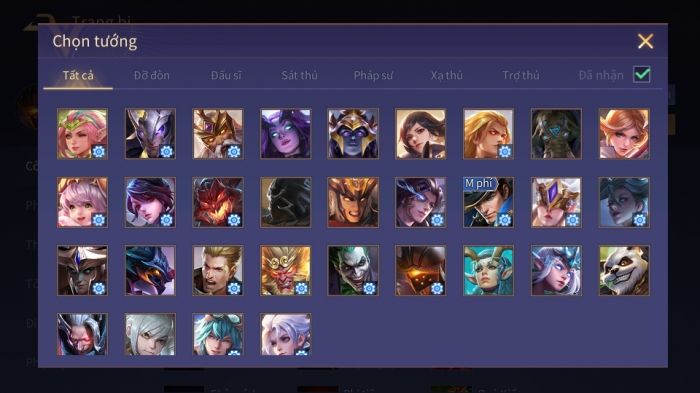 Trang bị
Chọn tướng
Tất cả
Đỡ đòn
Đấu sĩ
Sát thủ
Pháp sư
Xạ thủ
Trợ thủ
Đã nhận
M phí